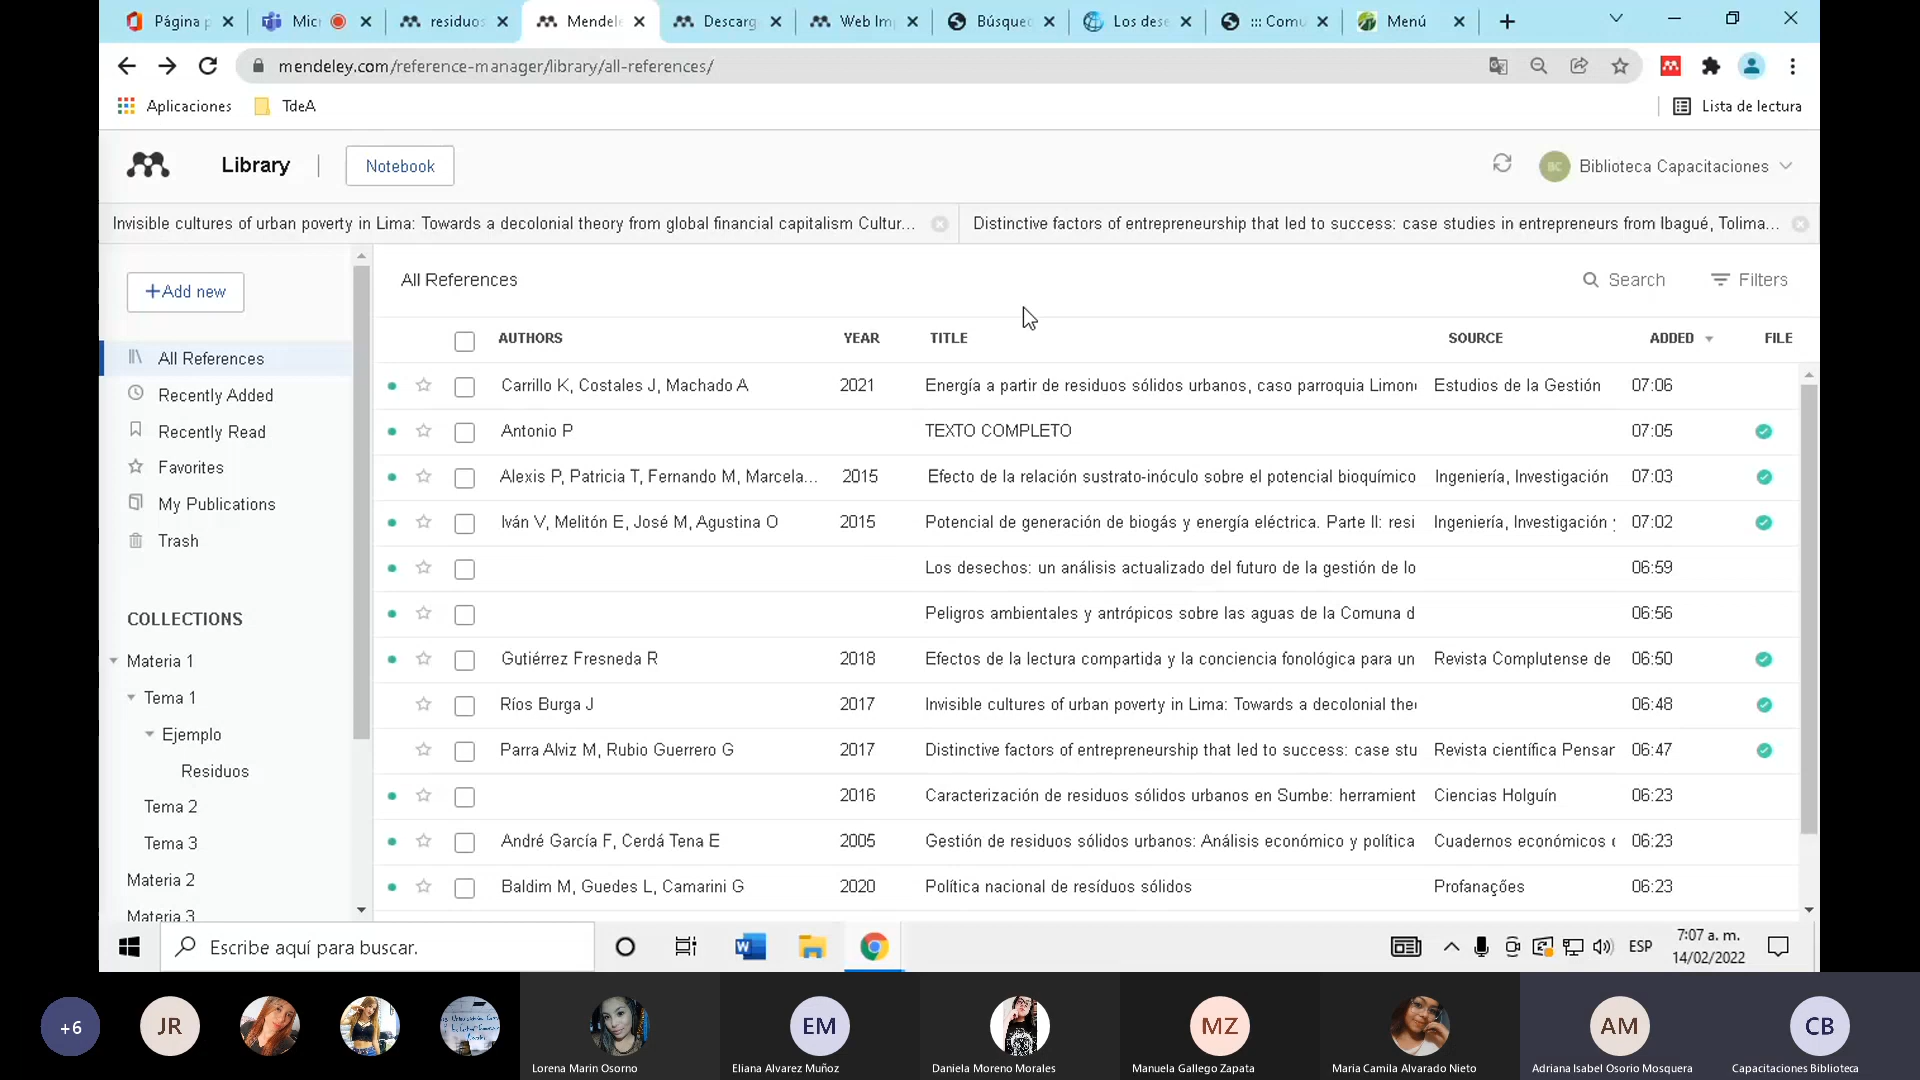 Página p
Micr
residuos
Mendele
Descarg
Web Im
Búsqued
Los dese
::: Comu
Menú
mendeley.com/reference-manager/library/all-references/
Aplicaciones
TdeA
Lista de lectura
Library
Notebook
BC
Biblioteca Capacitaciones
Invisible cultures of urban poverty in Lima: Towards a decolonial theory from global financial capitalism Cultur...
Distinctive factors of entrepreneurship that led to success: case studies in entrepreneurs from Ibagué, Tolima...
+Add new
All References
Recently Added
Recently Read
Favorites
My Publications
Trash
COLLECTIONS
Materia 1
Tema 1
Ejemplo
Residuos
Tema 2
Tema 3
Materia 2
Materia 3
All References
Search
Filters
AUTHORS YEAR TITLE SOURCE ADDED FILE
Carrillo K, Costales J, Machado A 2021 Energía a partir de residuos sólidos urbanos, caso parroquia Limon Estudios de la Gestión 07:06
Antonio P TEXTO COMPLETO 07:05
Alexis P, Patricia T, Fernando M, Marcela... 2015 Efecto de la relación sustrato-inóculo sobre el potencial bioquímico Ingeniería, Investigación 07:03
Iván V, Melitón E, José M, Agustina O 2015 Potencial de generación de biogás y energía eléctrica. Parte II: resi Ingeniería, Investigación y 07:02
Los desechos: un análisis actualizado del futuro de la gestión de lo 06:59
Peligros ambientales y antrópicos sobre las aguas de la Comuna d 06:56
Gutiérrez Fresneda R 2018 Efectos de la lectura compartida y la conciencia fonológica para un Revista Complutense de 06:50
Ríos Burga J 2017 Invisible cultures of urban poverty in Lima: Towards a decolonial the 06:48
Parra Alviz M, Rubio Guerrero G 2017 Distinctive factors of entrepreneurship that led to success: case stu Revista científica Pensar 06:47
2016 Caracterización de residuos sólidos urbanos en Sumbe: herramient Ciencias Holguín 06:23
André García F, Cerdá Tena E 2005 Gestión de residuos sólidos urbanos: Análisis económico y política Cuadernos económicos 06:23
Baldim M, Guedes L, Camarini G 2020 Política nacional de resíduos sólidos Profanações 06:23
Escribe aquí para buscar.
ESP
7:07 a. m.
14/02/2022
+6
JR
EM
MZ
AM
CB
Lorena Marin Osorno
Eliana Alvarez Muñoz
Daniela Moreno Morales
Manuela Gallego Zapata
Maria Camila Alvarado Nieto
Adriana Isabel Osorio Mosquera
Capacitaciones Biblioteca